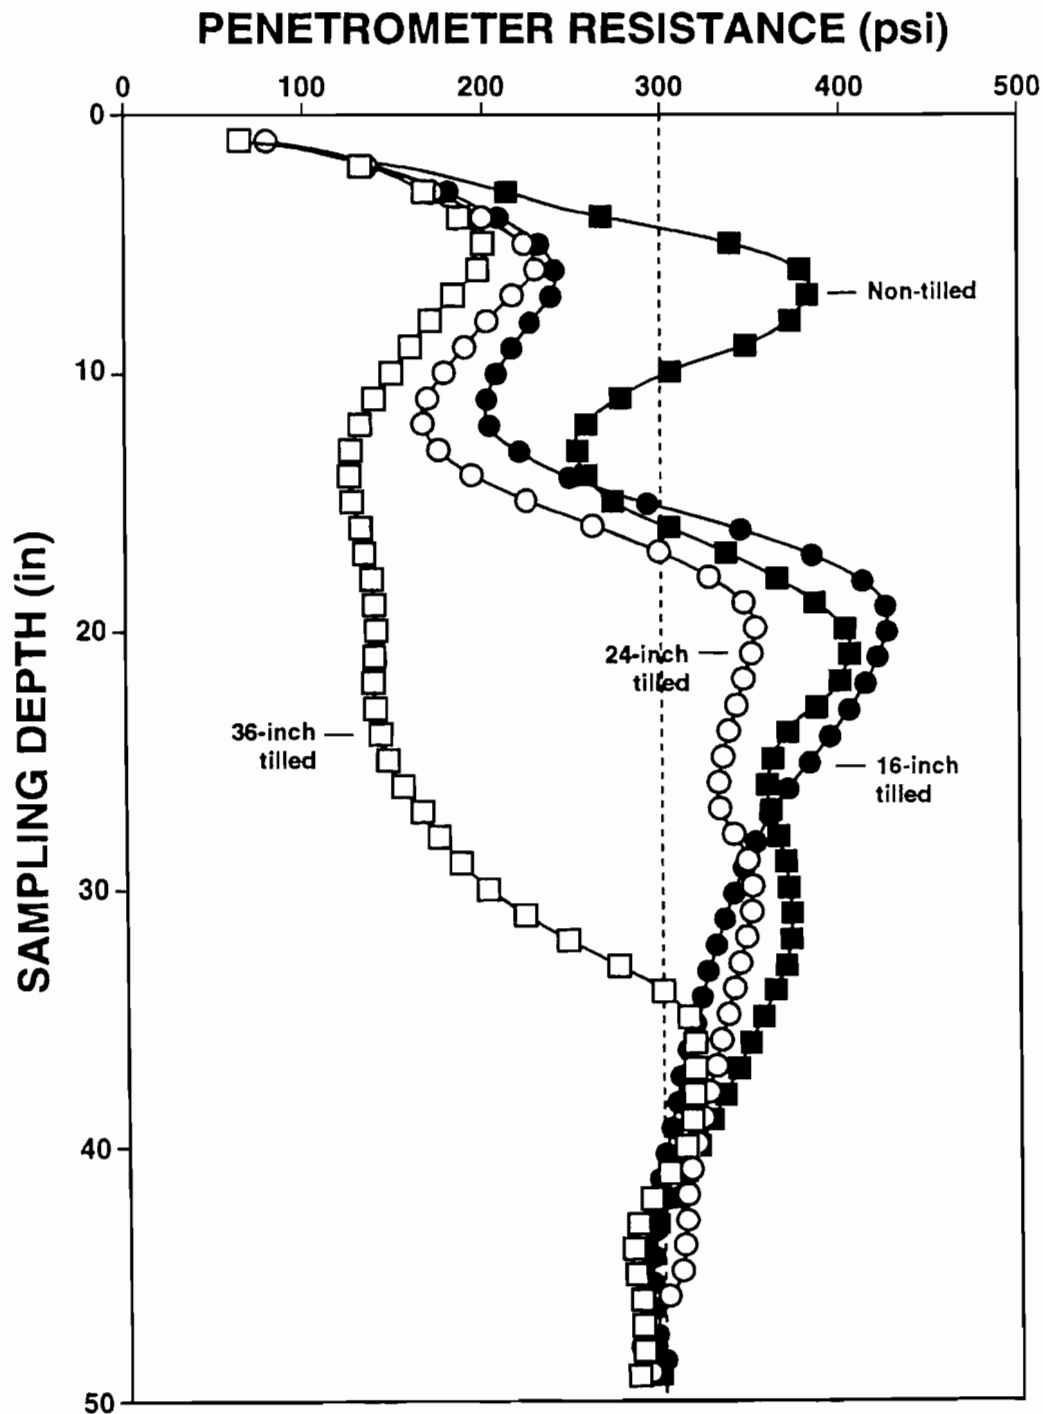 PENETROMETER RESISTANCE (psi)
0 100 200 300 400 500
0
10
20
30
40
50
SAMPLING DEPTH (in)
Non-tilled
24-inch
tilled
36-inch
tilled
16-inch
tilled